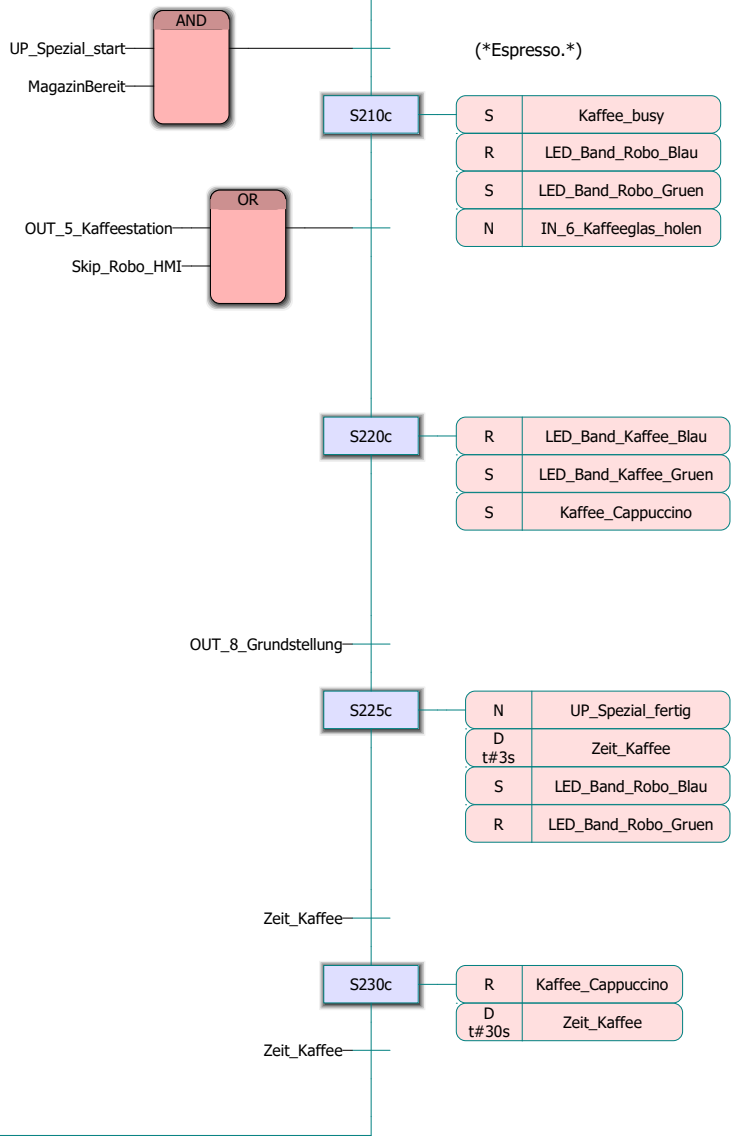 AND
UP_Spezial_start
(*Espresso.*)
MagazinBereit
S210c
S Kaffee_busy
R LED_Band_Robo_Blau
S LED_Band_Robo_Gruen
N IN_6_Kaffeeglas_holen
OR
OUT_5_Kaffeestation
Skip_Robo_HMI
S220c
R LED_Band_Kaffee_Blau
S LED_Band_Kaffee_Gruen
S Kaffee_Cappuccino
OUT_8_Grundstellung
S225c
N UP_Spezial_fertig
D
t#3s Zeit_Kaffee
S LED_Band_Robo_Blau
R LED_Band_Robo_Gruen
Zeit_Kaffee
S230c
R Kaffee_Cappuccino
D
t#30s Zeit_Kaffee
Zeit_Kaffee